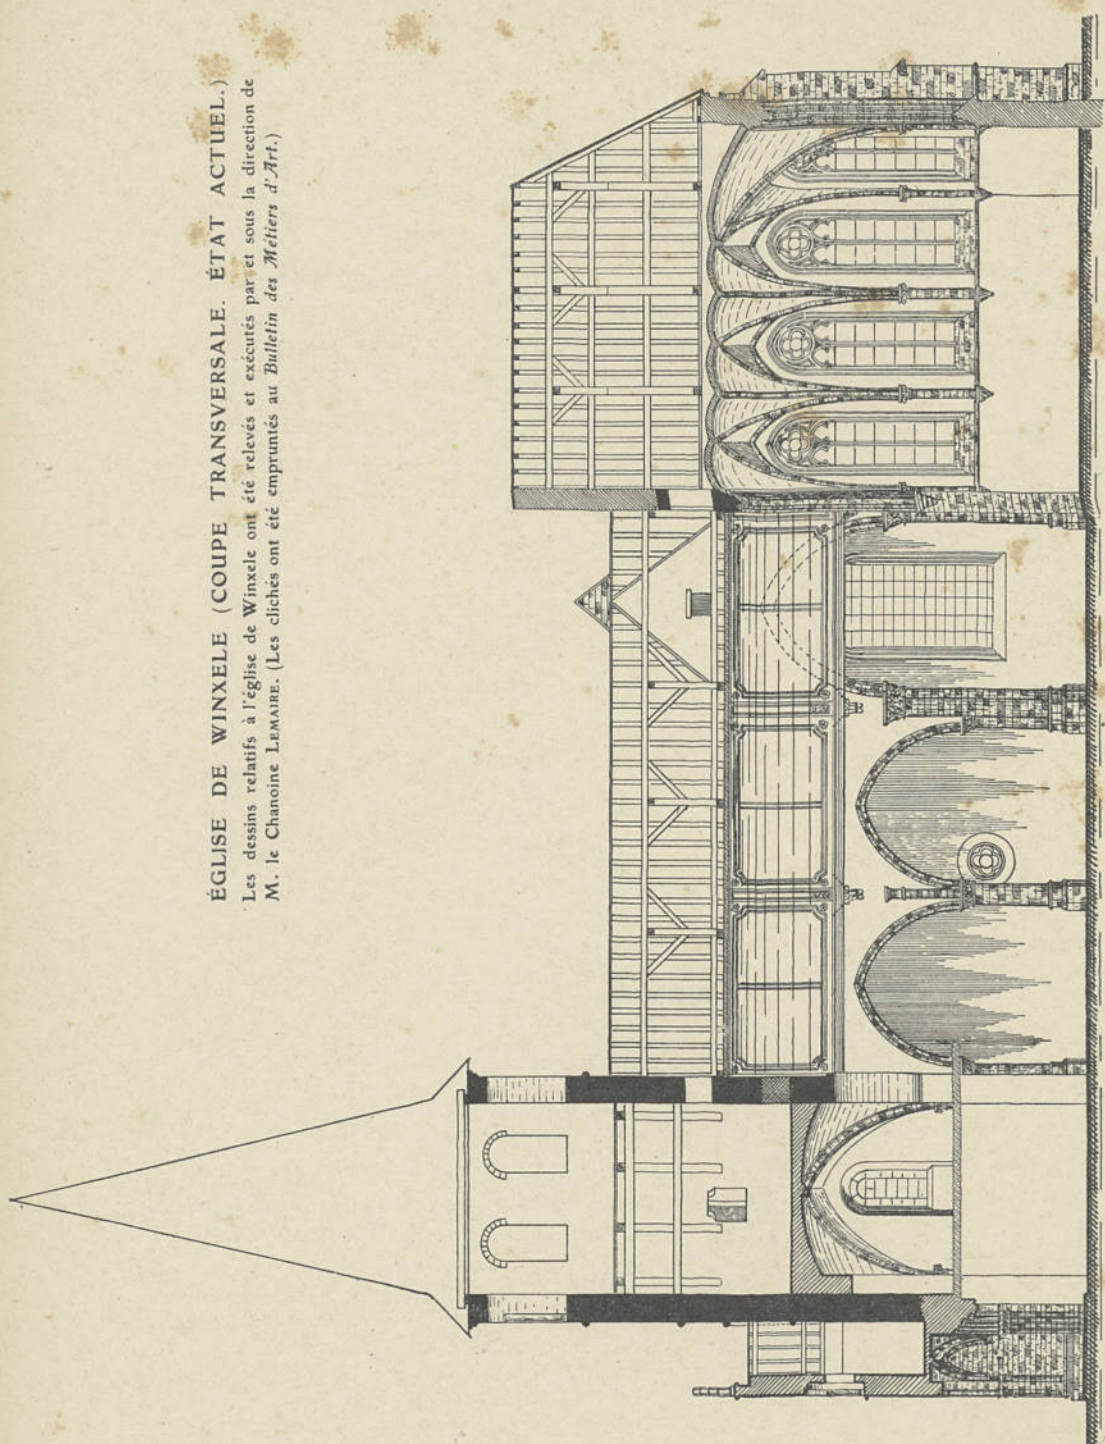 ÉGLISE DE WINXELE (COUPE TRANSVERSALE. ÉTAT ACTUEL.)
Les dessins relatifs à l'église de Winxele ont été relevés et exécutés par et sous la direction de
M. le Chanoine LEMAIRE. (Les clichés ont été empruntés au Bulletin des Métiers d'Art.)